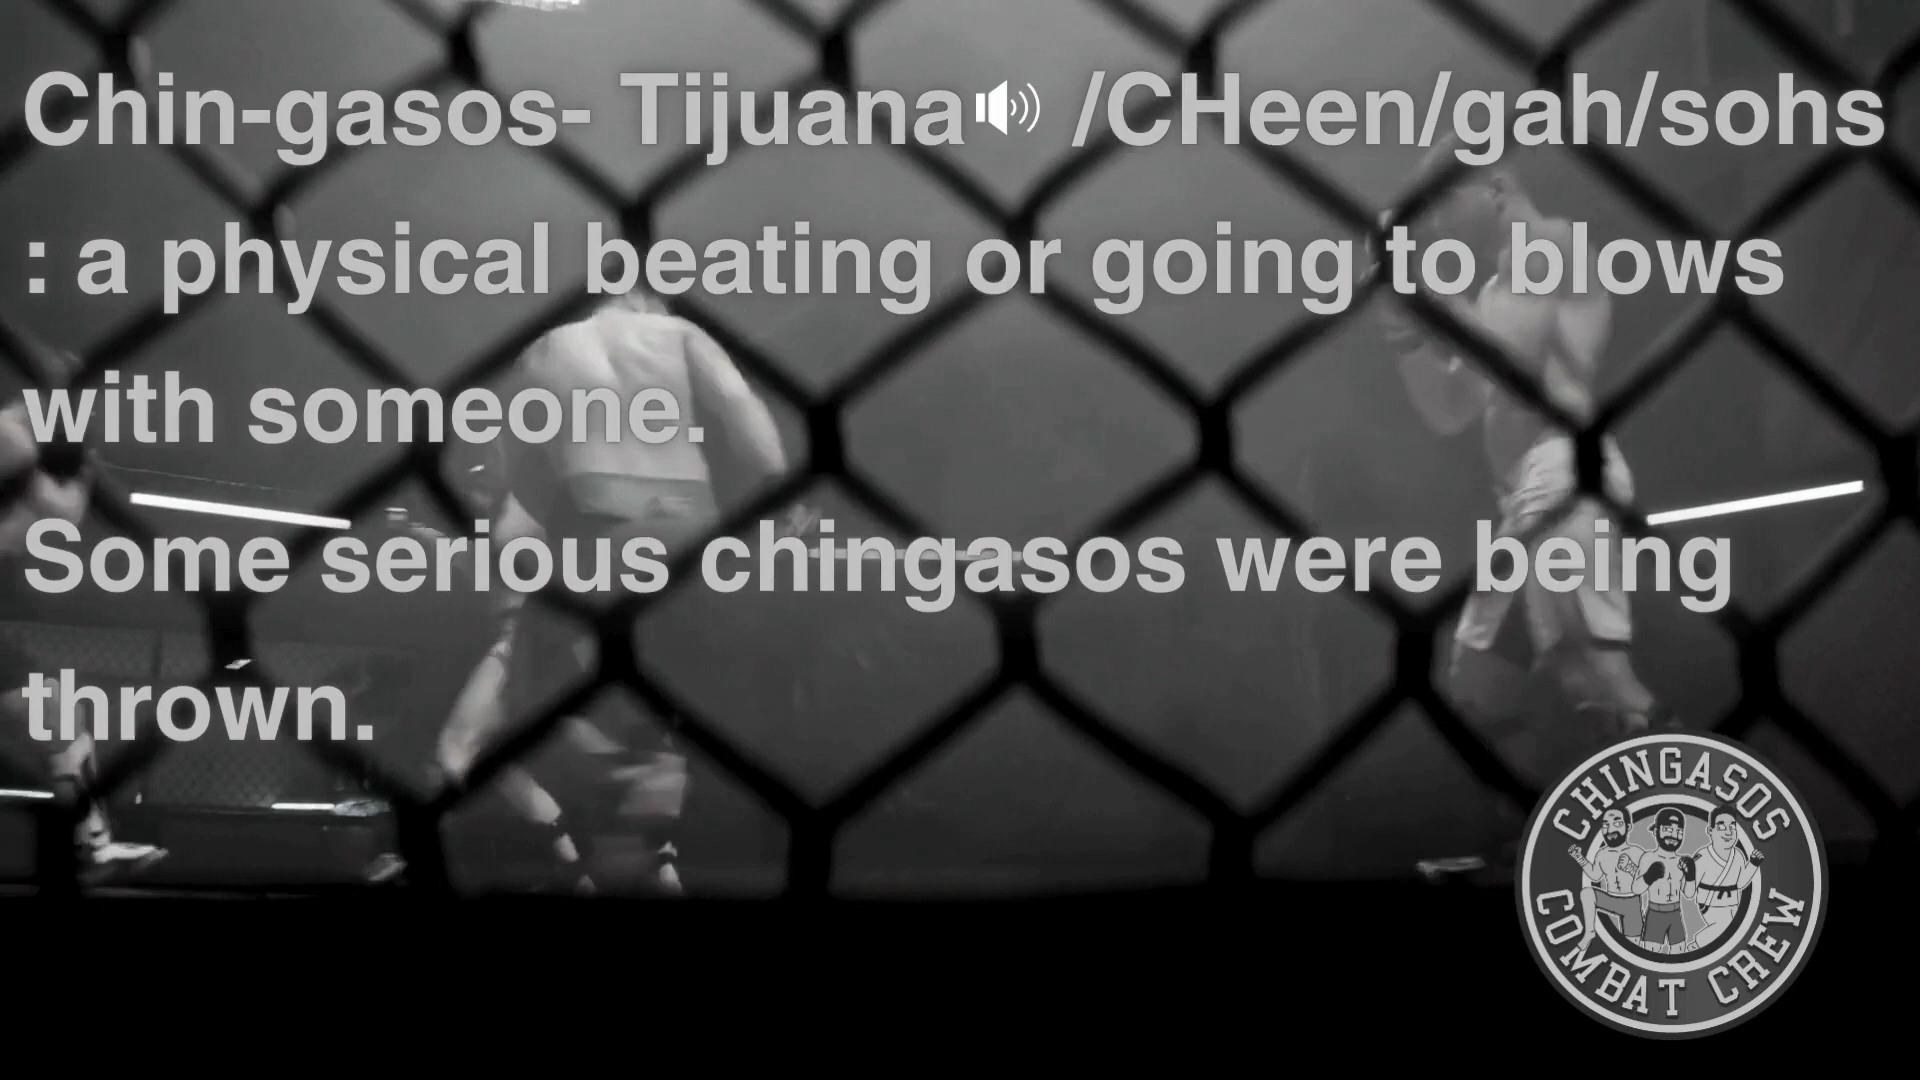 Chin-gasos- Tijuana🔊 /CHeen/gah/sohs
: a physical beating or going to blows
with someone.
Some serious chingasos were being
thrown.
CHINGASOS
COMBAT CREW